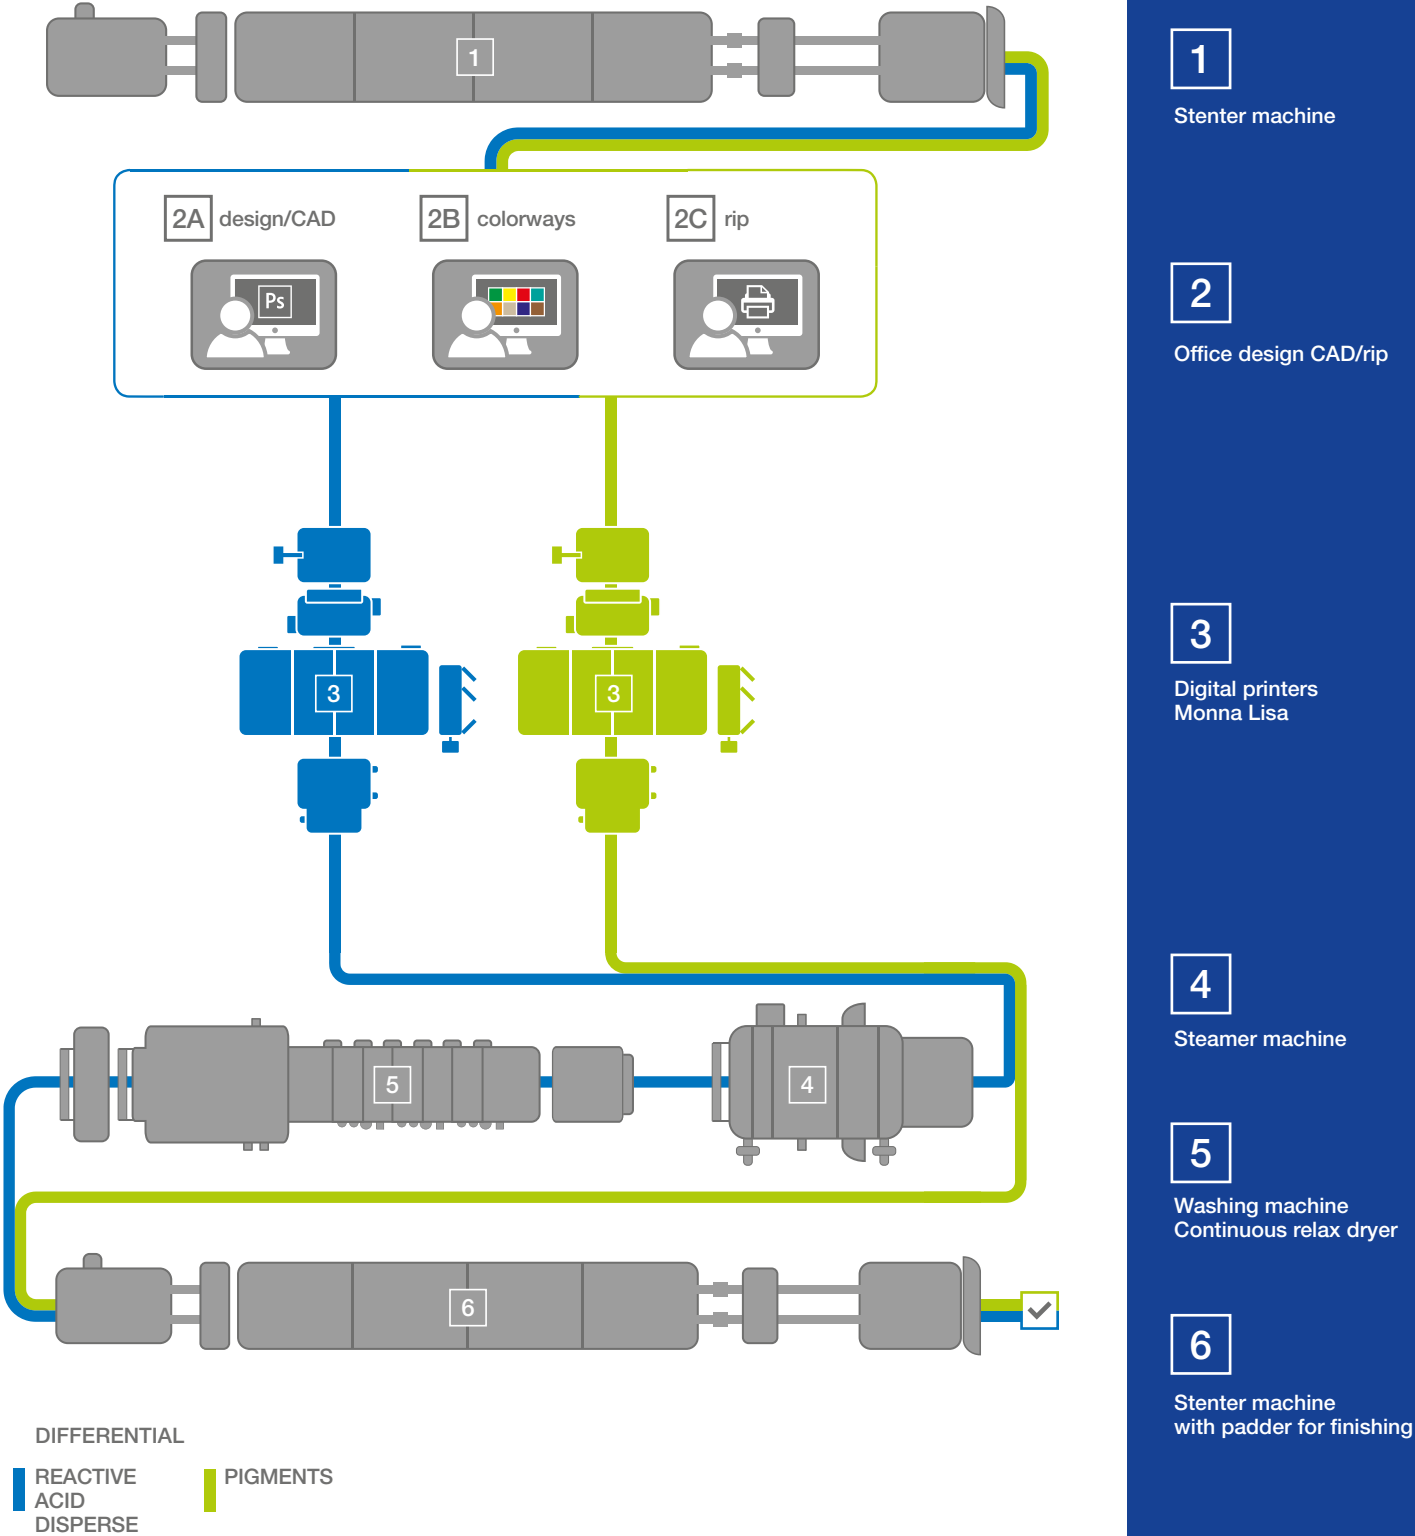 1
2A design/CAD
2B colorways
2C rip
Ps
3
3
5
4
6
DIFFERENTIAL
REACTIVE
ACID
DISPERSE
PIGMENTS
1
Stenter machine
2
Office design CAD/rip
3
Digital printers
Monna Lisa
4
Steamer machine
5
Washing machine
Continuous relax dryer
6
Stenter machine
with padder for finishing